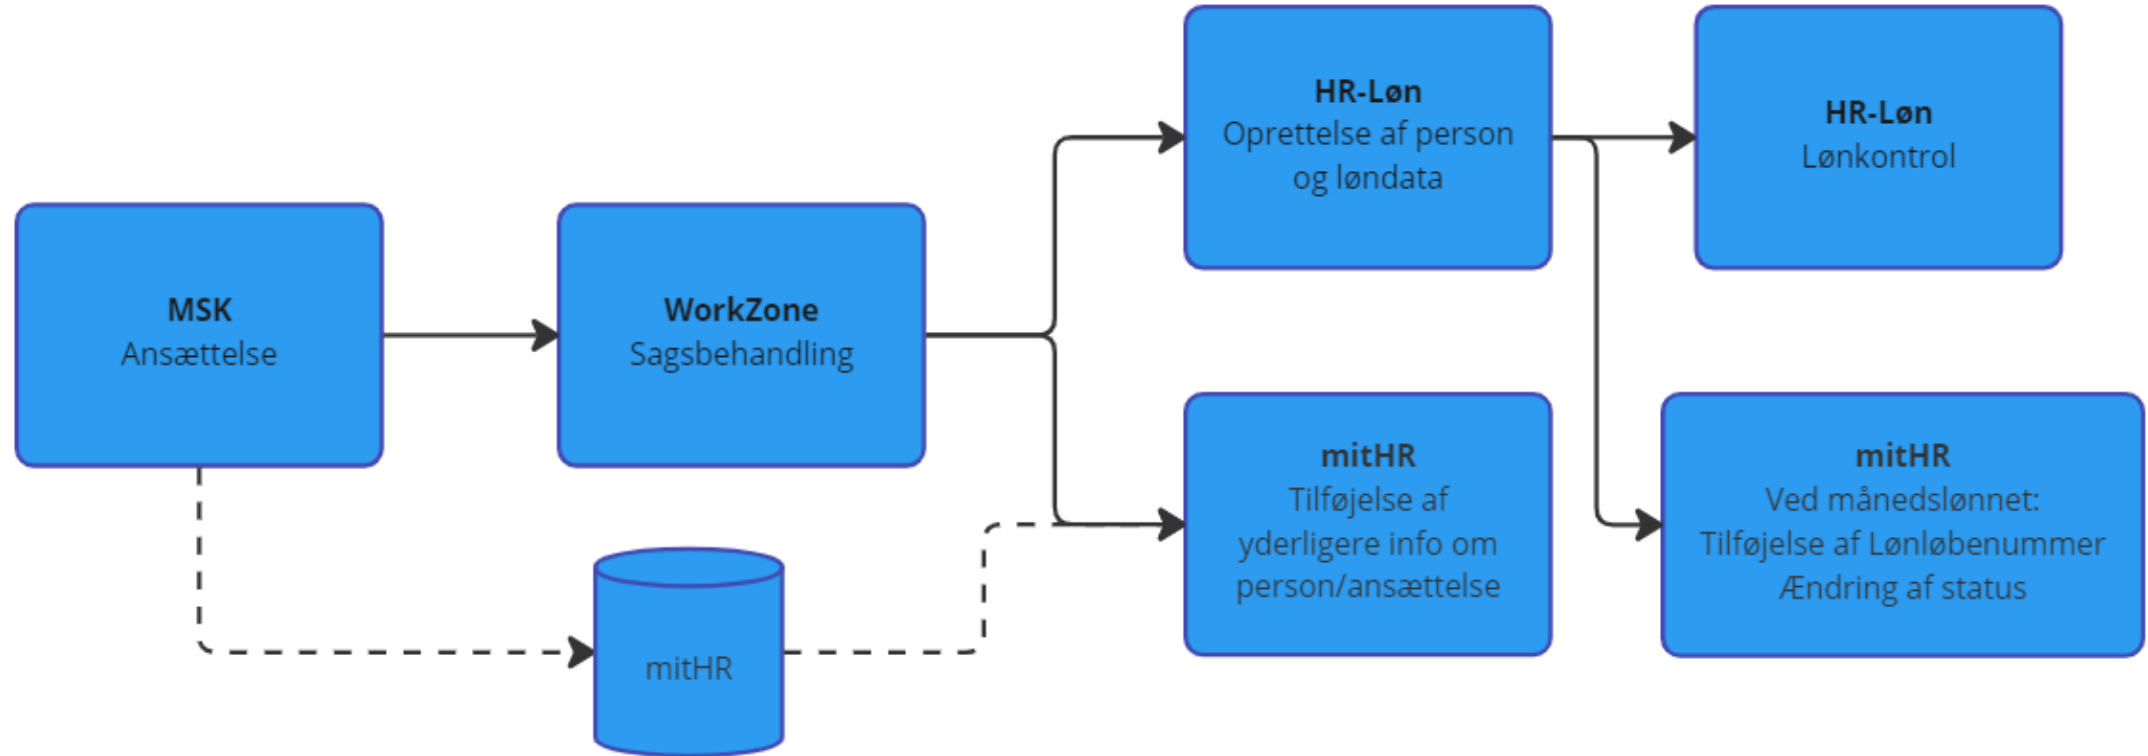 MSK
Ansættelse
WorkZone
Sagsbehandling
HR-Løn
Oprettelse af person
og løndata
HR-Løn
Lønkontrol
mitHR
mitHR
Tilføjelse af
yderligere info om
person/ansættelse
mitHR
Ved månedslønnet:
Tilføjelse af Lønløbenummer
Ændring af status